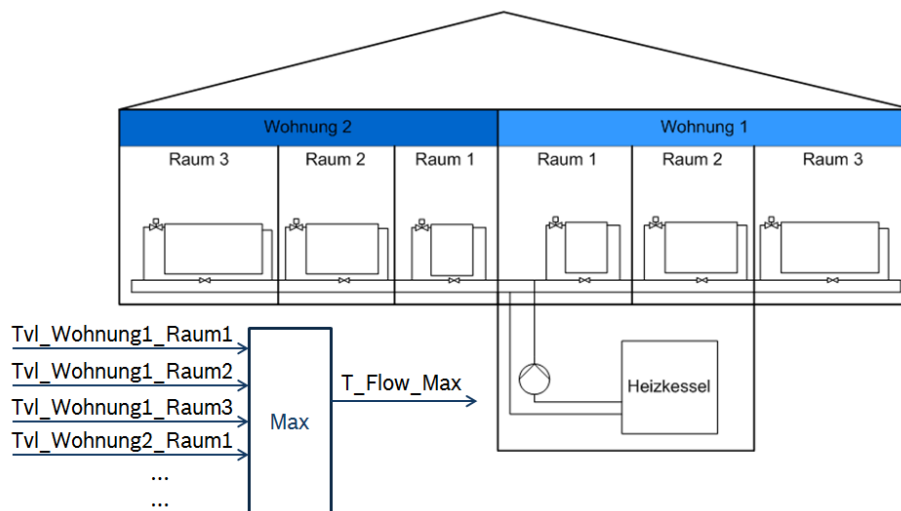 Wohnung 2
Wohnung 1
Raum 3
Raum 2
Raum 1
Raum 1
Raum 2
Raum 3
Tvl_Wohnung1_Raum1
Tvl_Wohnung1_Raum2
Tvl_Wohnung1_Raum3
Tvl_Wohnung2_Raum1
...
...
Max
T_Flow_Max
Heizkessel